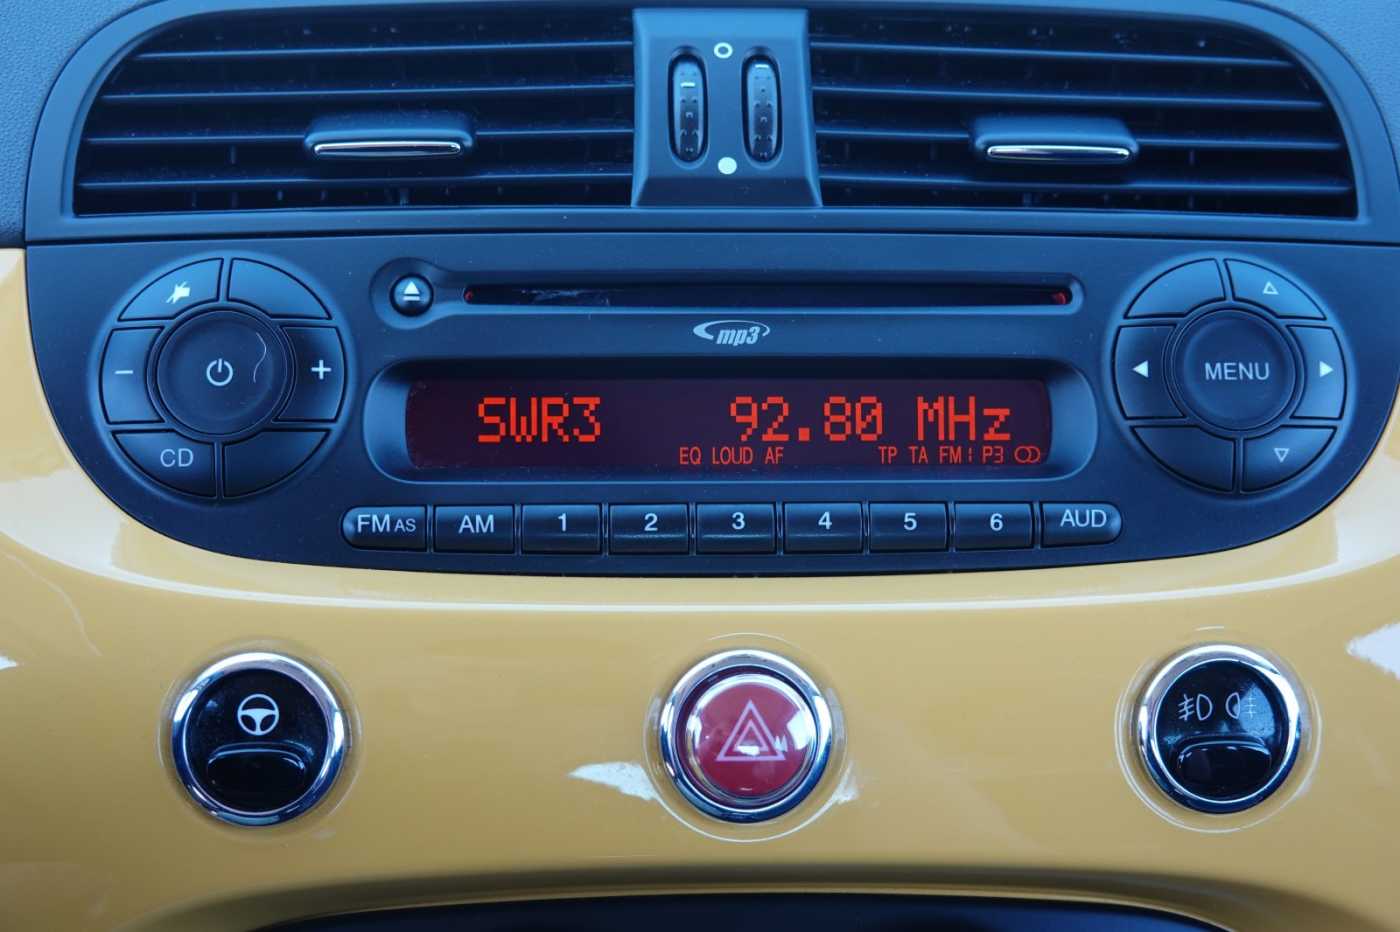 mp3
MENU
SWR3 92.80 MHz
EQ LOUD AF TP TA FM1 P3
CD
FM AS AM 1 2 3 4 5 6 AUD